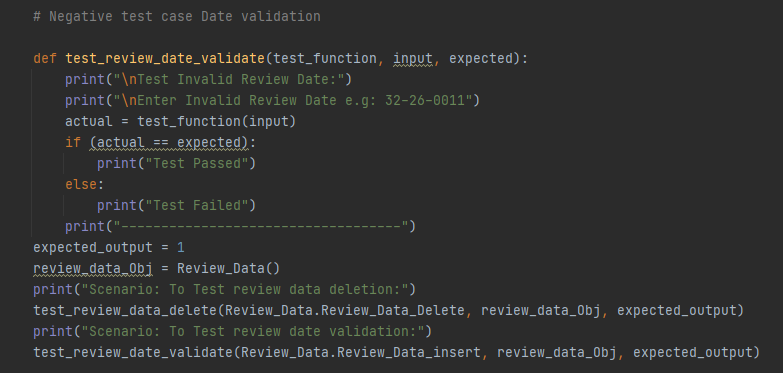 # Negative test case Date validation
def test_review_date_validate(test_function, input, expected):
print("\nTest Invalid Review Date:")
print("\nEnter Invalid Review Date e.g: 32-26-0011")
actual = test_function(input)
if (actual == expected):
print("Test Passed")
else:
print("Test Failed")
print("-----------------------------------")
expected_output = 1
review_data_Obj = Review_Data()
print("Scenario: To Test review data deletion:")
test_review_data_delete(Review_Data.Review_Data_Delete, review_data_Obj, expected_output)
print("Scenario: To Test review date validation:")
test_review_date_validate(Review_Data.Review_Data_insert, review_data_Obj, expected_output)